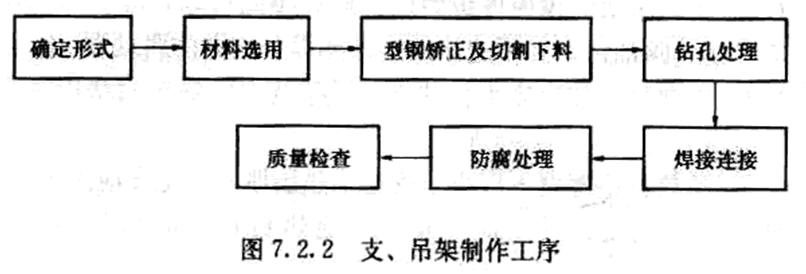 确定形式
材料选用
型钢矫正及切割下料
钻孔处理
焊接连接
防腐处理
质量检查
图 7.2.2 支、吊架制作工序